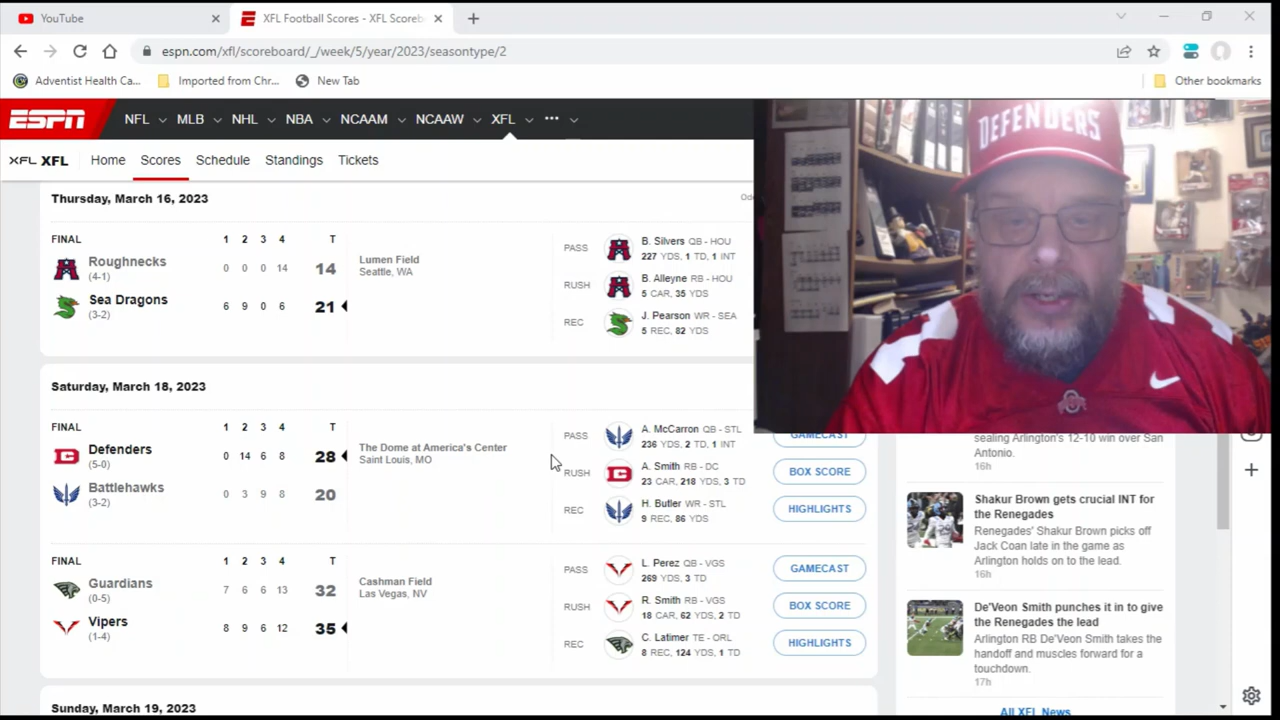 YouTube
XFL Football Scores - XFL Scoreb
espn.com/xfl/scoreboard/_/week/5/year/2023/seasontype/2
Adventist Health Ca...
Imported from Chr...
New Tab
Other bookmarks
ESPN
NFL
MLB
NHL
NBA
NCAAM
NCAAW
XFL
XFL XFL
Home
Scores
Schedule
Standings
Tickets
DEFENDERS
Thursday, March 16, 2023
FINAL 1 2 3 4 T
Roughnecks 0 0 0 14 14
(4-1)
Sea Dragons 6 9 0 6 21
(3-2)
Lumen Field
Seattle, WA
PASS
B. Silvers QB - HOU
227 YDS, 1 TD, 1 INT
RUSH
B. Alleyne RB - HOU
5 CAR, 35 YDS
REC
J. Pearson WR - SEA
5 REC, 82 YDS
Saturday, March 18, 2023
FINAL 1 2 3 4 T
Defenders 0 14 6 8 28
(5-0)
Battlehawks 0 3 9 8 20
(3-2)
The Dome at America's Center
Saint Louis, MO
PASS
A. McCarron QB - STL
236 YDS, 2 TD, 1 INT
RUSH
A. Smith RB - DC
23 CAR, 218 YDS, 3 TD
REC
H. Butler WR - STL
9 REC, 86 YDS
GAMECAST
BOX SCORE
HIGHLIGHTS
FINAL 1 2 3 4 T
Guardians 7 6 6 13 32
(0-5)
Vipers 8 9 6 12 35
(1-4)
Cashman Field
Las Vegas, NV
PASS
L. Perez QB - VGS
269 YDS, 3 TD
RUSH
R. Smith RB - VGS
18 CAR, 62 YDS, 2 TD
REC
C. Latimer TE - ORL
8 REC, 124 YDS, 1 TD
GAMECAST
BOX SCORE
HIGHLIGHTS
Sunday, March 19, 2023
sealing Arlington's 12-10 win over San
Antonio.
16h
Shakur Brown gets crucial INT for
the Renegades
Renegades' Shakur Brown picks off
Jack Coan late in the game as
Arlington holds on to the lead.
16h
De'Veon Smith punches it in to give
the Renegades the lead
Arlington RB De'Veon Smith takes the
handoff and muscles forward for a
touchdown.
17h
All XFL News